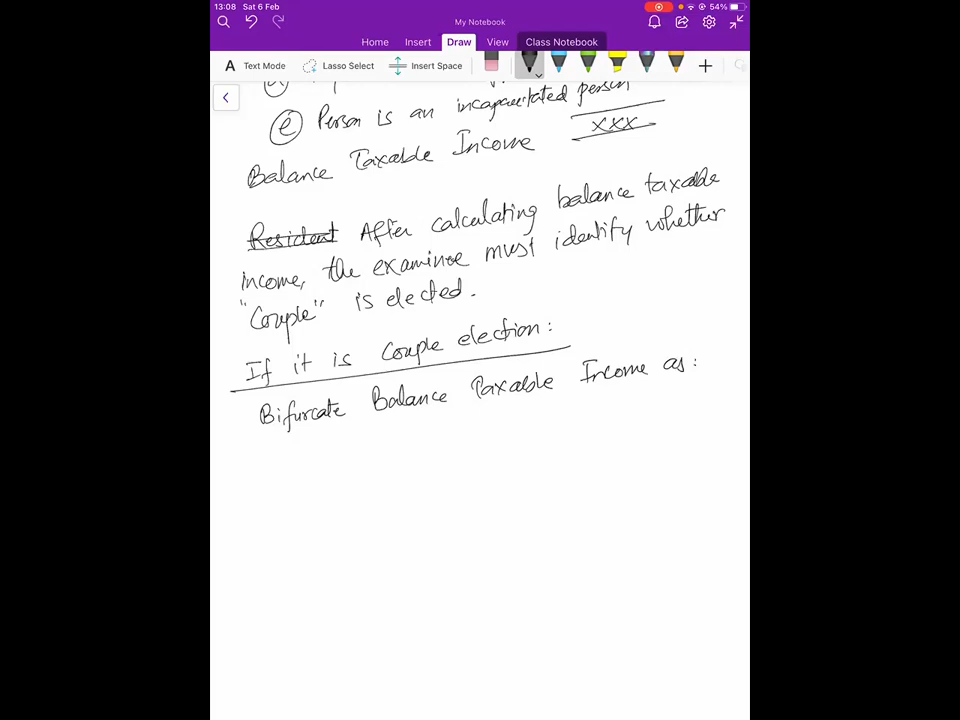 13:08 Sat 6 Feb
54%
My Notebook
Home Insert Draw View Class Notebook
A Text Mode Lasso Select Insert Space
e Person is an incapacitated person
Balance Taxable Income xxx
Resident After calculating balance taxable
income, the examinee must identify whether
"Couple" is elected.
If it is Couple election:
Bifurcate Balance Taxable Income as: